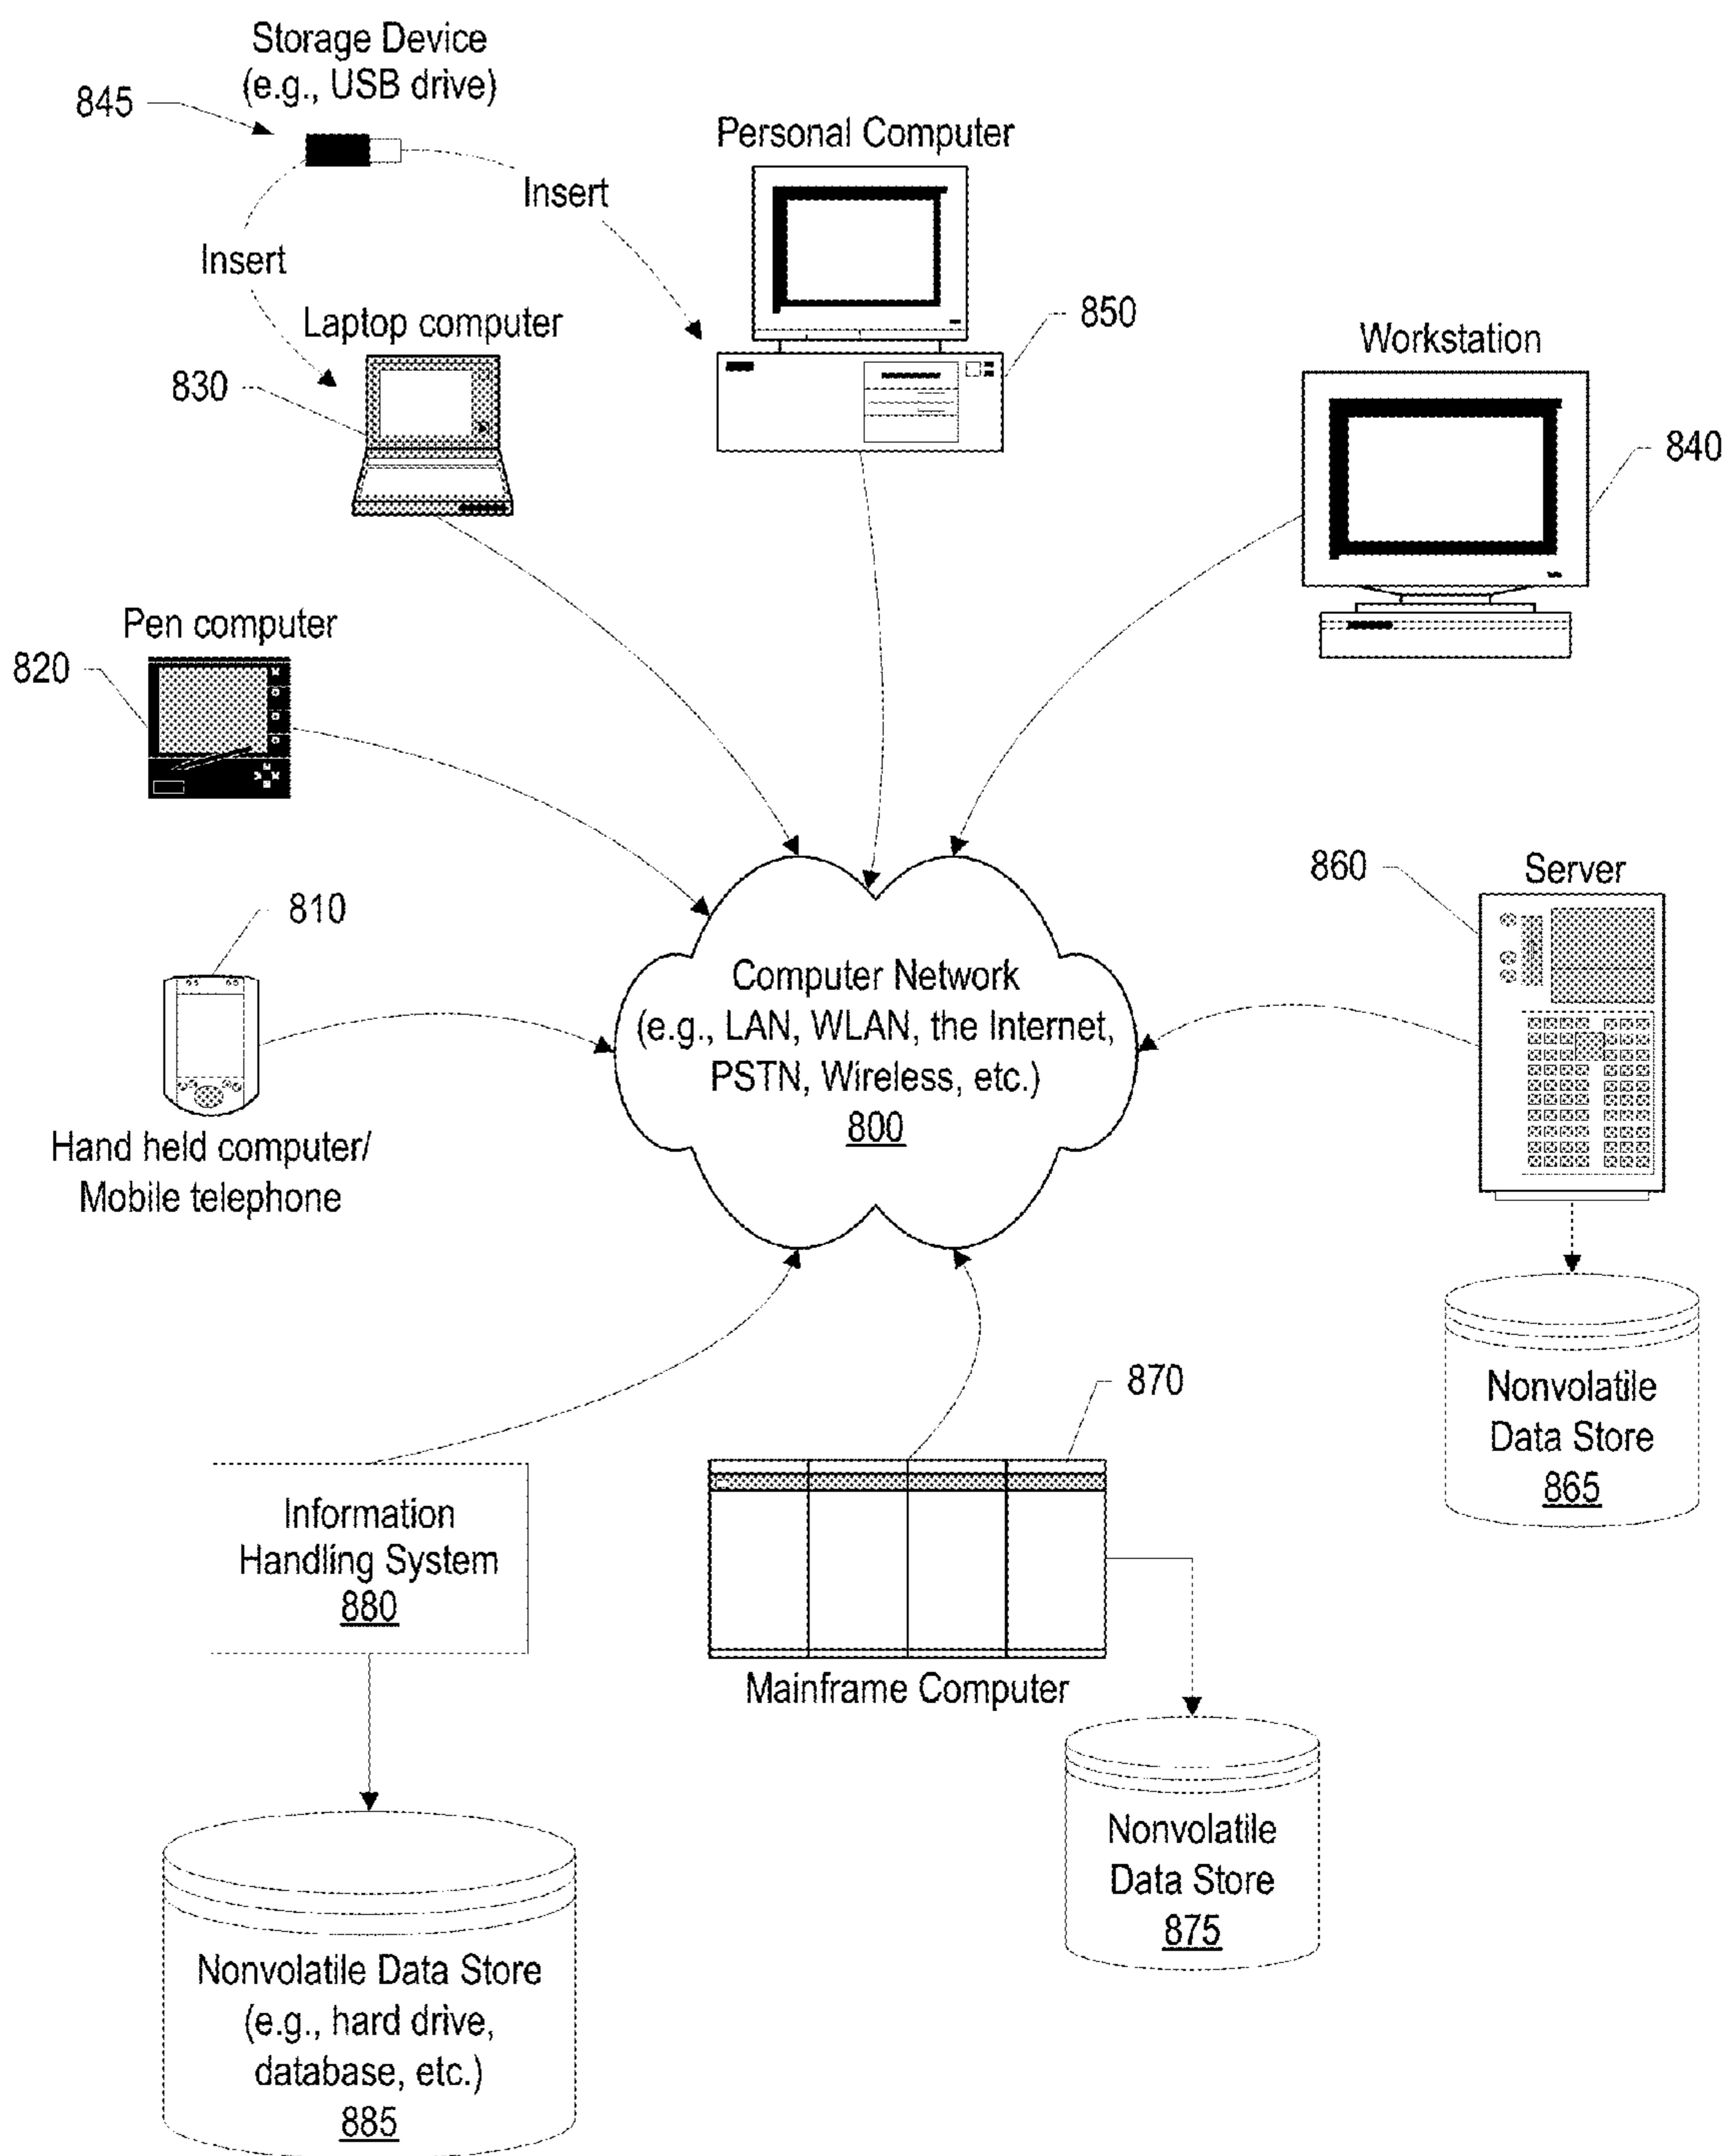 Storage Device
(e.g., USB drive)
845
Personal Computer
Insert
Insert
Laptop computer
850
Workstation
830
840
Pen computer
820
860
Server
810
Computer Network
(e.g., LAN, WLAN, the Internet,
PSTN, Wireless, etc.)
800
Hand held computer/
Mobile telephone
870
Nonvolatile
Data Store
865
Information
Handling System
880
Mainframe Computer
Nonvolatile
Data Store
875
Nonvolatile Data Store
(e.g., hard drive,
database, etc.)
885